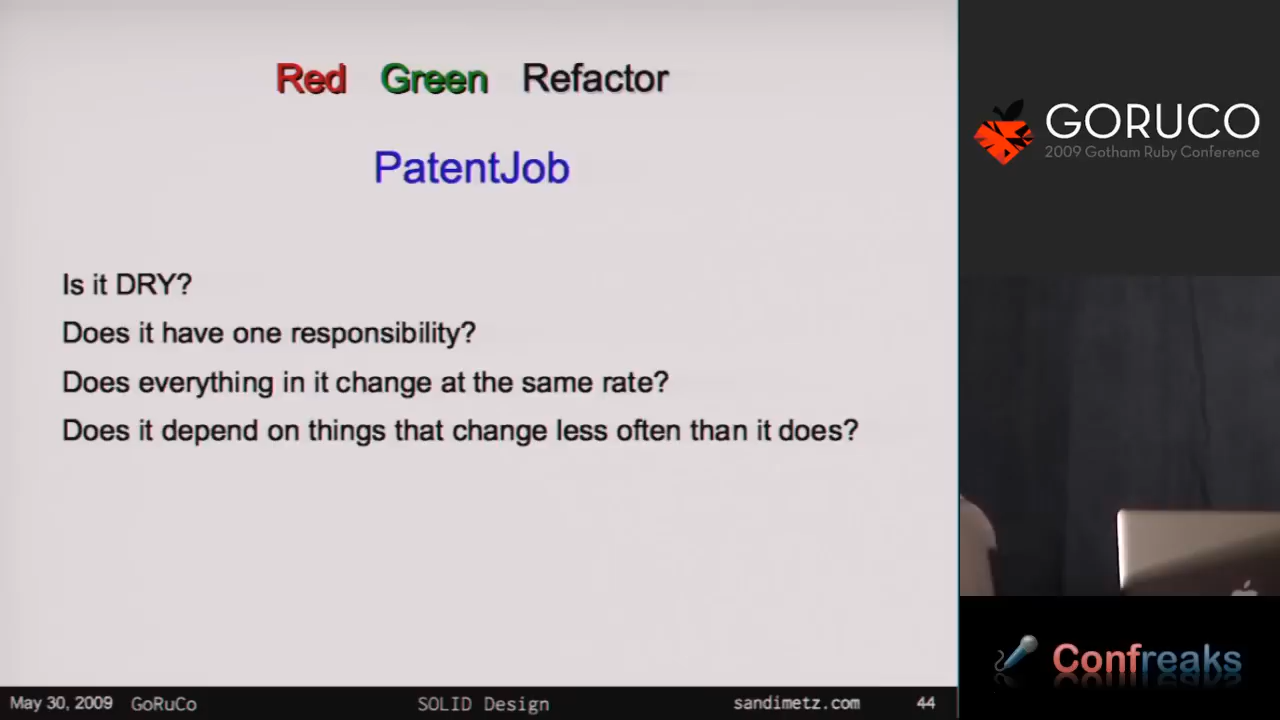 Red Green Refactor
PatentJob
Is it DRY?
Does it have one responsibility?
Does everything in it change at the same rate?
Does it depend on things that change less often than it does?
May 30, 2009 GoRuCo SOLID Design sandimetz.com 44
GORUCO
2009 Gotham Ruby Conference
Confreaks